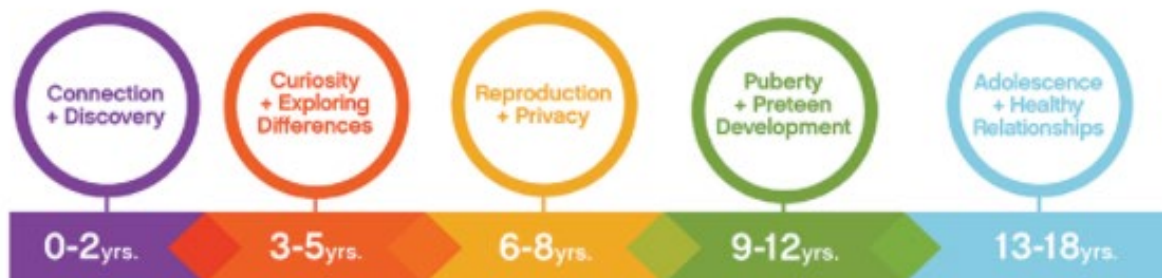 Connection
+ Discovery
Curiosity
+ Exploring
Differences
Reproduction
+ Privacy
Puberty
+ Preteen
Development
Adolescence
+ Healthy
Relationships
0-2yrs.
3-5yrs.
6-8yrs.
9-12yrs.
13-18yrs.